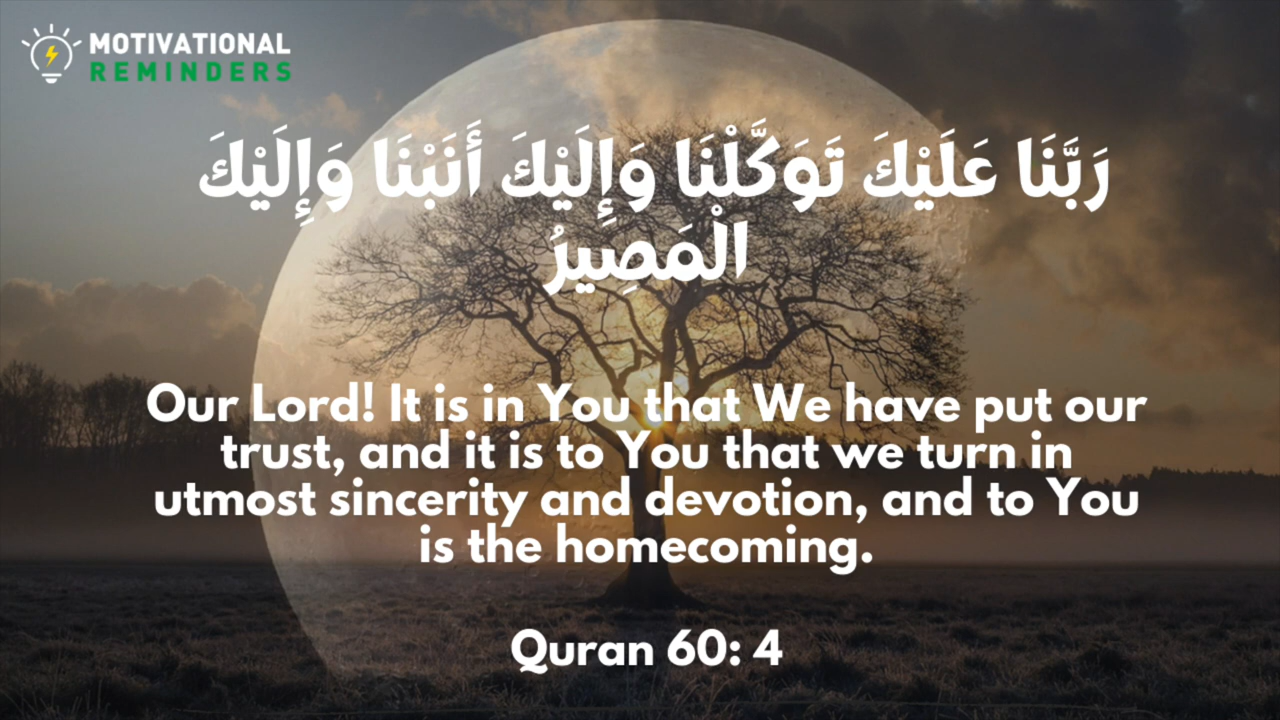 MOTIVATIONAL
REMINDERS
رَبَّنَا عَلَيْكَ تَوَكَّلْنَا وَإِلَيْكَ أَنَبْنَا وَإِلَيْكَ
الْمَصِيرُ
Our Lord! It is in You that We have put our
trust, and it is to You that we turn in
utmost sincerity and devotion, and to You
is the homecoming.
Quran 60: 4